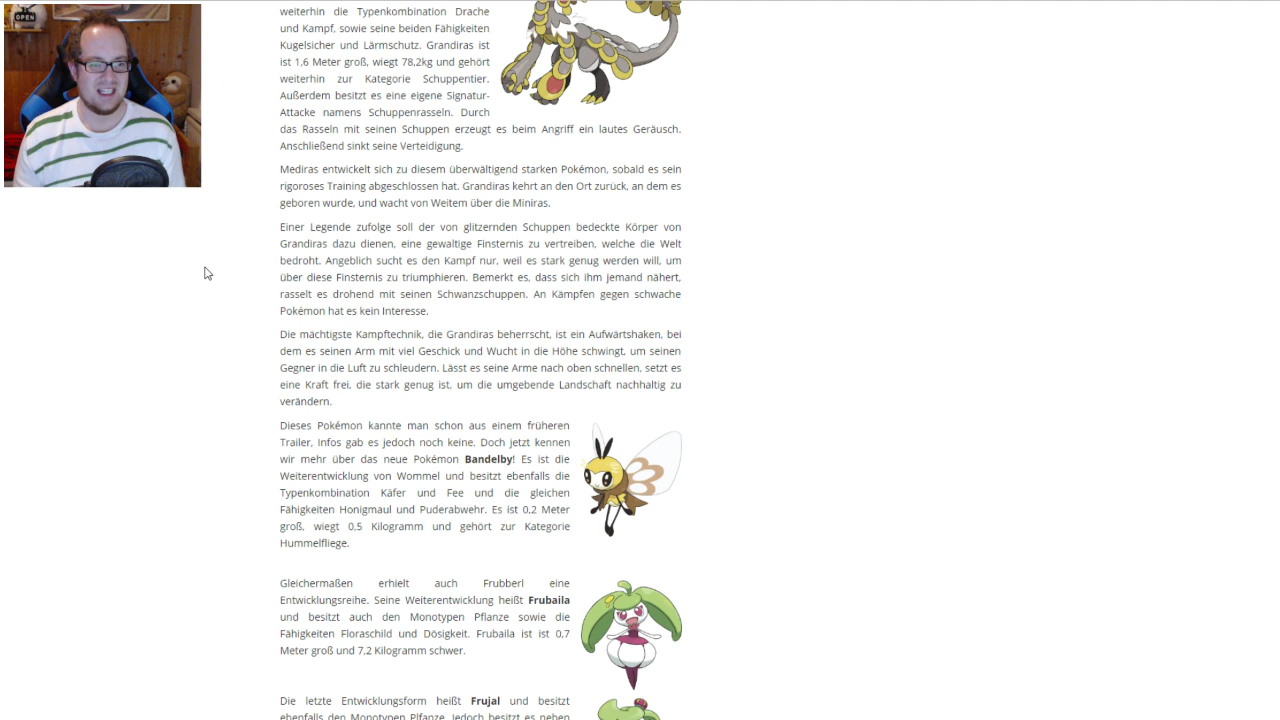 OPEN
weiterhin die Typenkombination Drache
und Kampf, sowie seine beiden Fähigkeiten
Kugelsicher und Lärmschutz. Grandiras ist
ist 1,6 Meter groß, wiegt 78,2kg und gehört
weiterhin zur Kategorie Schuppentier.
Außerdem besitzt es eine eigene Signatur-
Attacke namens Schuppenrasseln. Durch
das Rasseln mit seinen Schuppen erzeugt es beim Angriff ein lautes Geräusch.
Anschließend sinkt seine Verteidigung.
Mediras entwickelt sich zu diesem überwältigend starken Pokémon, sobald es sein
rigoroses Training abgeschlossen hat. Grandiras kehrt an den Ort zurück, an dem es
geboren wurde, und wacht von Weitem über die Miniras.
Einer Legende zufolge soll der von glitzernden Schuppen bedeckte Körper von
Grandiras dazu dienen, eine gewaltige Finsternis zu vertreiben, welche die Welt
bedroht. Angeblich sucht es den Kampf nur, weil es stark genug werden will, um
über diese Finsternis zu triumphieren. Bemerkt es, dass sich ihm jemand nähert,
rasselt es drohend mit seinen Schwanzschuppen. An Kämpfen gegen schwache
Pokémon hat es kein Interesse.
Die mächtigste Kampftechnik, die Grandiras beherrscht, ist ein Aufwärtshaken, bei
dem es seinen Arm mit viel Geschick und Wucht in die Höhe schwingt, um seinen
Gegner in die Luft zu schleudern. Lässt es seine Arme nach oben schnellen, setzt es
eine Kraft frei, die stark genug ist, um die umgebende Landschaft nachhaltig zu
verändern.
Dieses Pokémon kannte man schon aus einem früheren
Trailer, Infos gab es jedoch noch keine. Doch jetzt kennen
wir mehr über das neue Pokémon Bandelby! Es ist die
Weiterentwicklung von Wommel und besitzt ebenfalls die
Typenkombination Käfer und Fee und die gleichen
Fähigkeiten Honigmaul und Puderabwehr. Es ist 0,2 Meter
groß, wiegt 0,5 Kilogramm und gehört zur Kategorie
Hummelfliege.
Gleichermaßen erhielt auch Frubberl eine
Entwicklungsreihe. Seine Weiterentwicklung heißt Frubaila
und besitzt auch den Monotypen Pflanze sowie die
Fähigkeiten Floraschild und Dösigkeit. Frubaila ist ist 0,7
Meter groß und 7,2 Kilogramm schwer.
Die letzte Entwicklungsform heißt Frujal und besitzt
ebenfalls den Monotypen Plfanze. Jedoch besitzt es neben